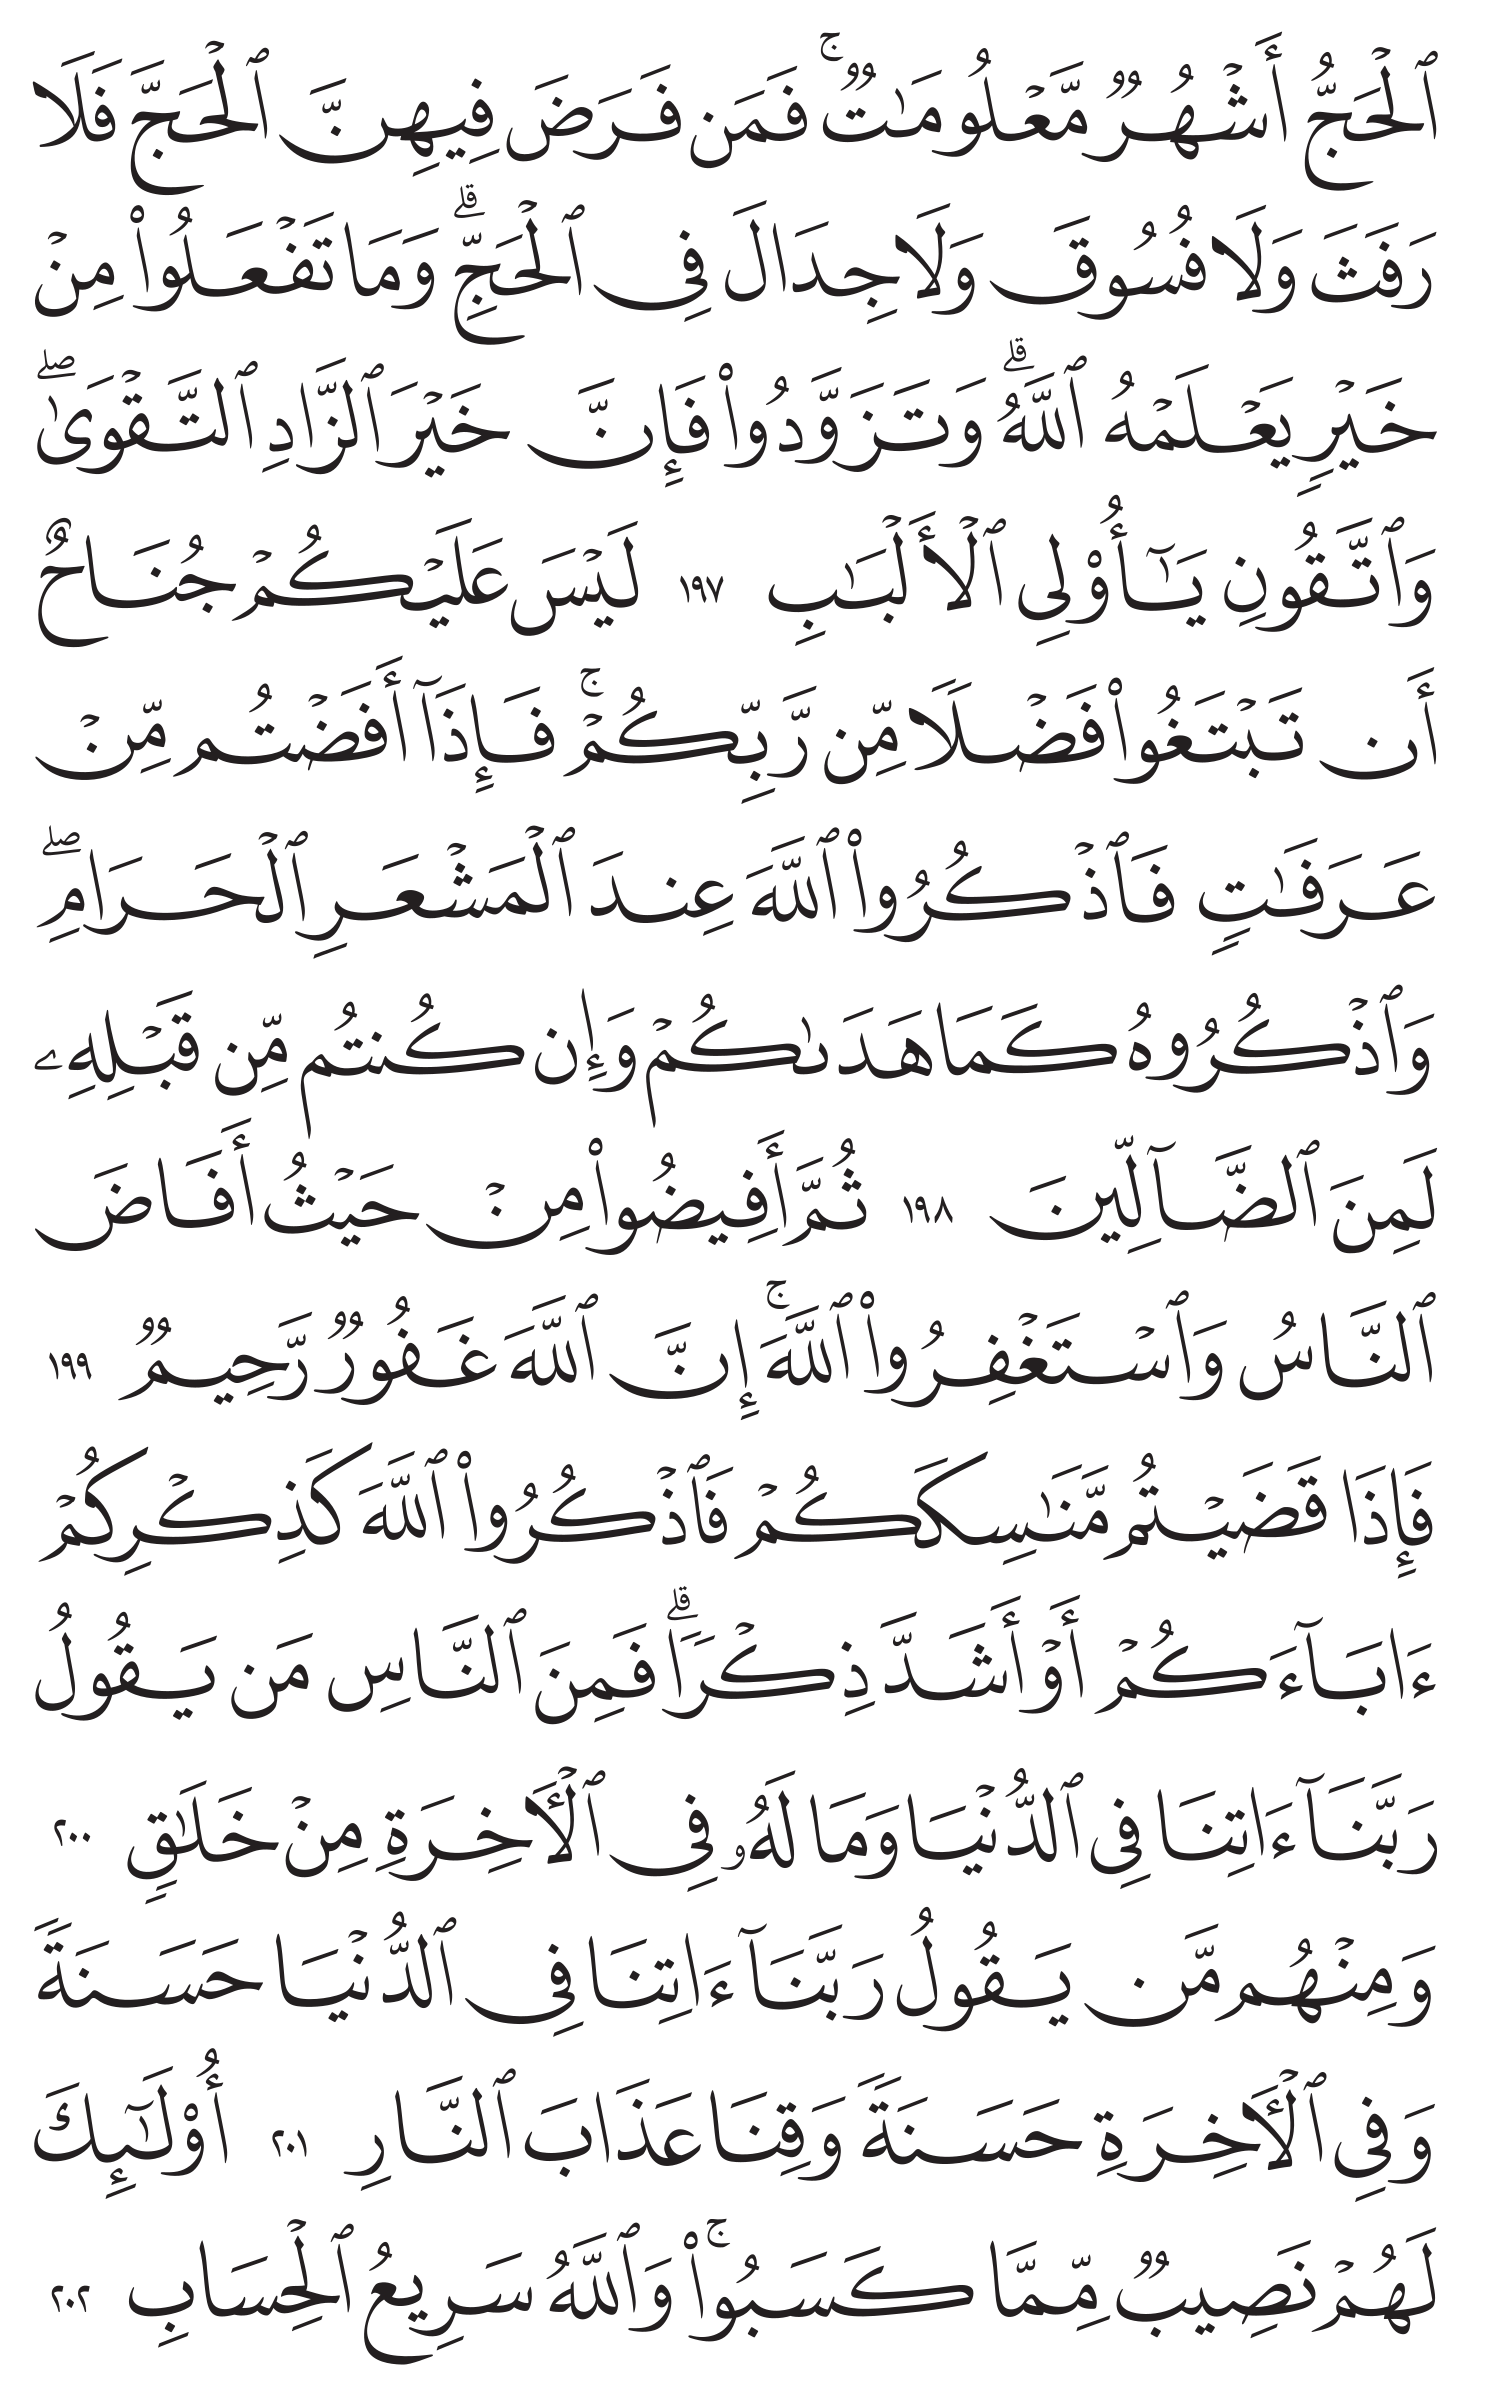 ٱلۡحَجُّ أَشۡهُرٞ مَّعۡلُومَٰتٞۚ فَمَن فَرَضَ فِيهِنَّ ٱلۡحَجَّ فَلَا
رَفَثَ وَلَا فُسُوقَ وَلَا جِدَالَ فِي ٱلۡحَجِّۗ وَمَا تَفۡعَلُواْ مِنۡ
خَيۡرٖ يَعۡلَمۡهُ ٱللَّهُۗ وَتَزَوَّدُواْ فَإِنَّ خَيۡرَ ٱلزَّادِ ٱلتَّقۡوَىٰۖ
وَٱتَّقُونِ يَٰٓأُوْلِي ٱلۡأَلۡبَٰبِ ١٩٧ لَيۡسَ عَلَيۡكُمۡ جُنَاحٌ
أَن تَبۡتَغُواْ فَضۡلٗا مِّن رَّبِّكُمۡۚ فَإِذَآ أَفَضۡتُم مِّنۡ
عَرَفَٰتٖ فَٱذۡكُرُواْ ٱللَّهَ عِندَ ٱلۡمَشۡعَرِ ٱلۡحَرَامِۖ
وَٱذۡكُرُوهُ كَمَا هَدَىٰكُمۡ وَإِن كُنتُم مِّن قَبۡلِهِۦ
لَمِنَ ٱلضَّآلِّينَ ١٩٨ ثُمَّ أَفِيضُواْ مِنۡ حَيۡثُ أَفَاضَ
ٱلنَّاسُ وَٱسۡتَغۡفِرُواْ ٱللَّهَۚ إِنَّ ٱللَّهَ غَفُورٞ رَّحِيمٞ ١٩٩
فَإِذَا قَضَيۡتُم مَّنَٰسِكَكُمۡ فَٱذۡكُرُواْ ٱللَّهَ كَذِكۡرِكُمۡ
ءَابَآءَكُمۡ أَوۡ أَشَدَّ ذِكۡرٗاۗ فَمِنَ ٱلنَّاسِ مَن يَقُولُ
رَبَّنَآ ءَاتِنَا فِي ٱلدُّنۡيَا وَمَا لَهُۥ فِي ٱلۡأٓخِرَةِ مِنۡ خَلَٰقٖ ٢٠٠
وَمِنۡهُم مَّن يَقُولُ رَبَّنَآ ءَاتِنَا فِي ٱلدُّنۡيَا حَسَنَةٗ
وَفِي ٱلۡأٓخِرَةِ حَسَنَةٗ وَقِنَا عَذَابَ ٱلنَّارِ ٢٠١ أُوْلَٰٓئِكَ
لَهُمۡ نَصِيبٞ مِّمَّا كَسَبُواْۚ وَٱللَّهُ سَرِيعُ ٱلۡحِسَابِ ٢٠٢